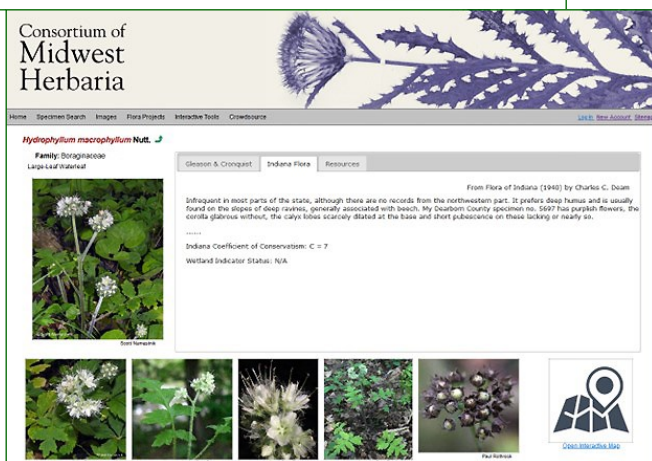 Consortium of
Midwest
Herbaria
Home Specimen Search Images Flora Projects Interactive Tools Crowdsource
Log In New Account
Hydrophyllum macrophyllum Nutt.
Family: Boraginaceae
Large-Leaf Waterleaf
Gleason & Cronquist Indiana Flora Resources
From Flora of Indiana (1940) by Charles C. Deam
Infrequent in most parts of the state, although there are no records from the northwestern part. It prefers deep humus and is usually
found on the slopes of deep ravines, generally associated with beech. My Dearborn County specimen no. 5697 has purplish flowers, the
corolla glabrous without, the calyx lobes scarcely dilated at the base and short pubescence on these lacking or nearly so.
......
Indiana Coefficient of Conservatism: C = 7
Wetland Indicator Status: N/A
Scott Namestnik
Paul Rothrock
Open Interactive Map